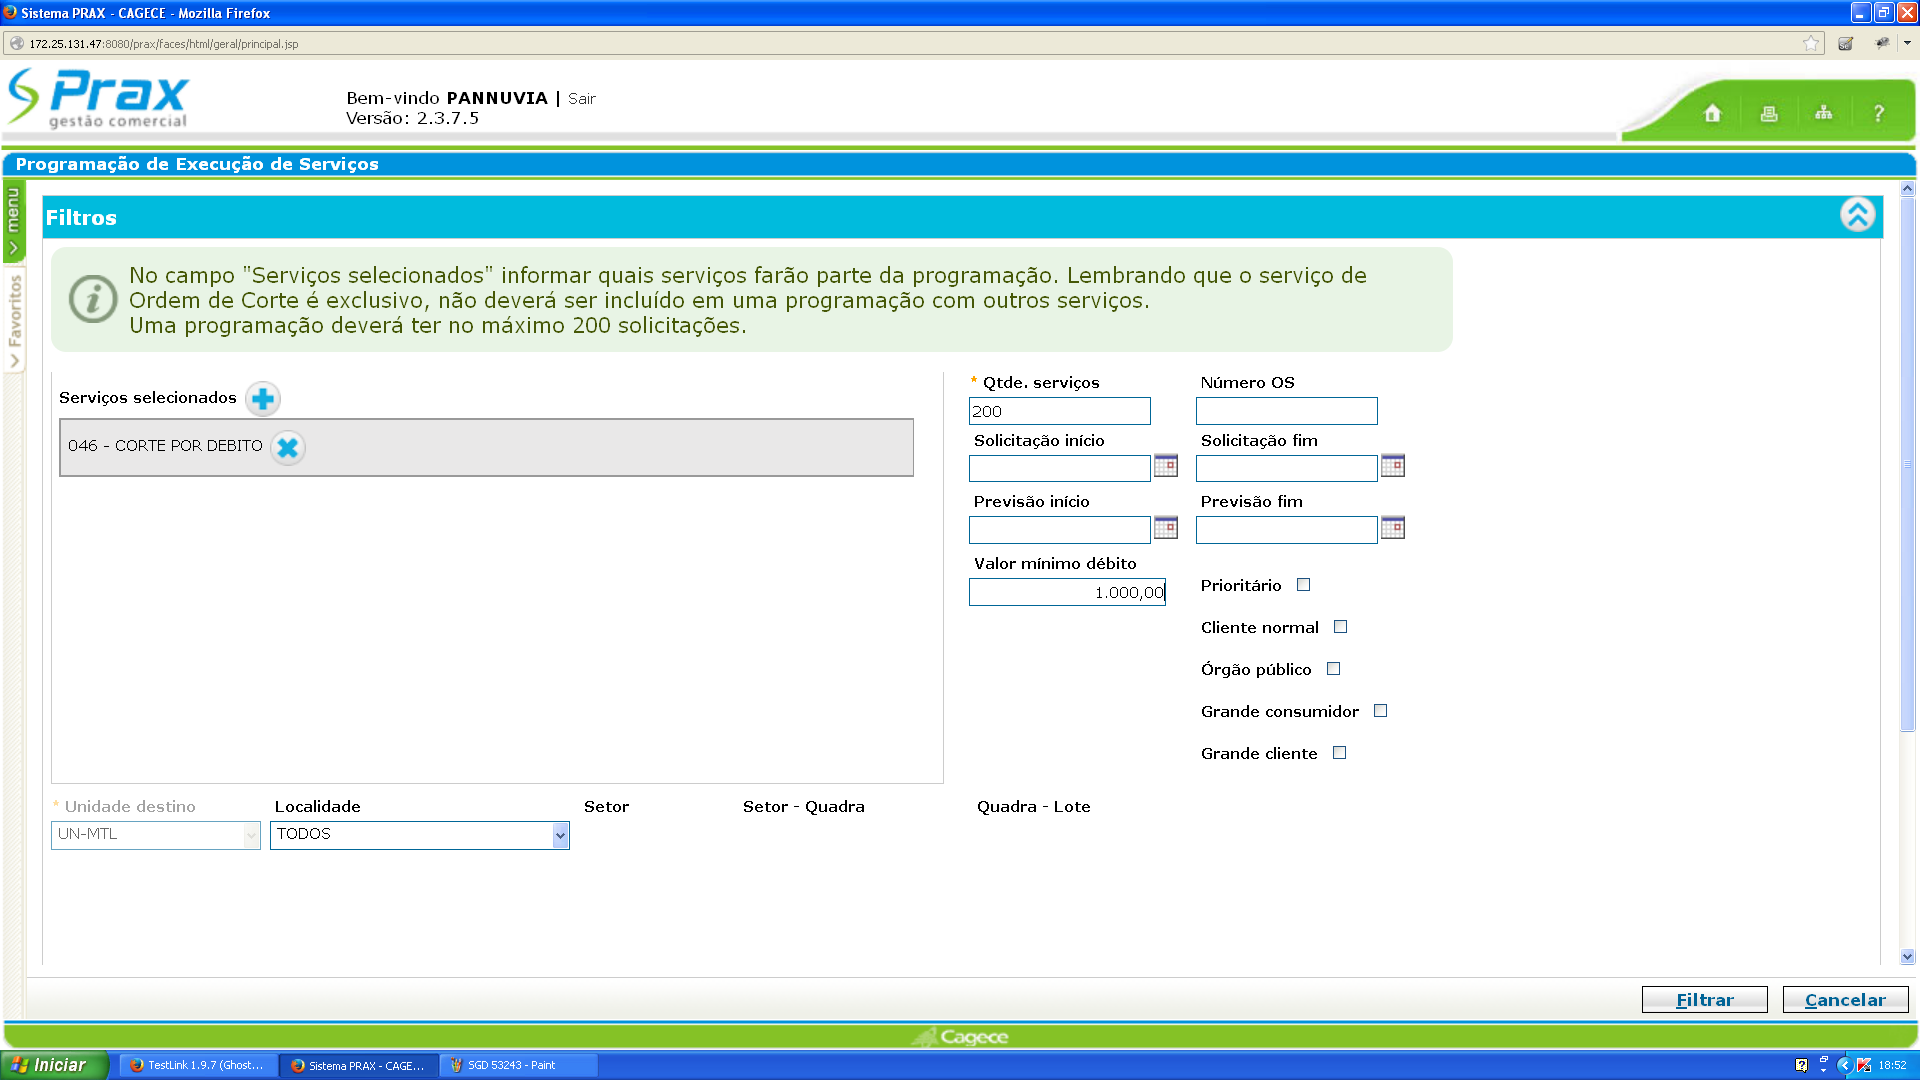 Sistema PRAX - CAGECE - Mozilla Firefox
172.25.131.47:8080/prax/faces/html/geral/principal.jsp
Prax
gestão comercial
Bem-vindo PANNUVIA | Sair
Versão: 2.3.7.5
?
Programação de Execução de Serviços
menu
Favoritos
Filtros
No campo "Serviços selecionados" informar quais serviços farão parte da programação. Lembrando que o serviço de
Ordem de Corte é exclusivo, não deverá ser incluído em uma programação com outros serviços.
Uma programação deverá ter no máximo 200 solicitações.
Serviços selecionados
046 - CORTE POR DEBITO
* Qtde. serviços Número OS
200
Solicitação início Solicitação fim
Previsão início Previsão fim
Valor mínimo débito
1.000,00
Prioritário
Cliente normal
Órgão público
Grande consumidor
Grande cliente
* Unidade destino Localidade Setor Setor - Quadra Quadra - Lote
UN-MTL TODOS
Filtrar Cancelar
Cagece
Iniciar TestLink 1.9.7 (Ghost... Sistema PRAX - CAGE... SGD 53243 - Paint 18:52